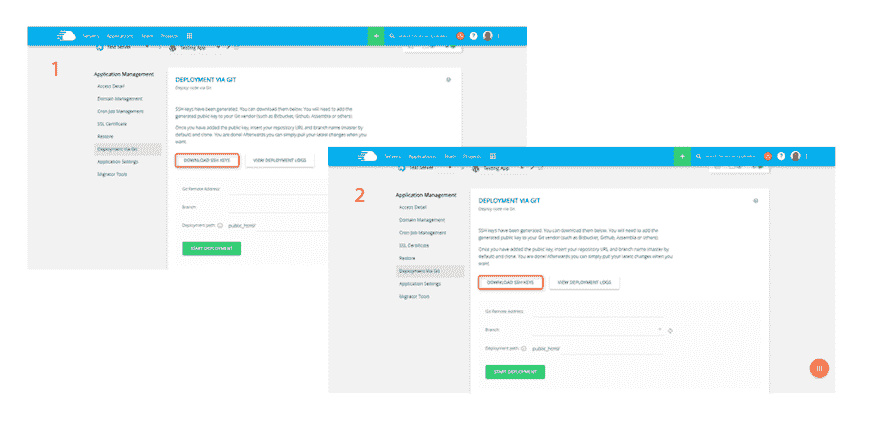 1
Servers Applications Team Projects
Test Server
Testing App
Application Management
Access Detail
Domain Management
Cron Job Management
SSL Certificate
Restore
Deployment Via Git
Application Settings
Migrator Tools
DEPLOYMENT VIA GIT
Deploy code via Git
SSH keys have been generated. You can download them below. You will need to add the
generated public key to your Git vendor (such as Bitbucket, Github, Assembla or others).
Once you have added the public key, insert your repository URL, and branch name (master by
default) and clone. You are done! Afterwards you can simply pull your latest changes when you
want.
DOWNLOAD SSH KEYS
VIEW DEPLOYMENT LOGS
Git Remote Address:
Branch:
Deployment path: public_html/
START DEPLOYMENT
2
Servers Applications Team Projects
Test Server
Testing App
Application Management
Access Detail
Domain Management
Cron Job Management
SSL Certificate
Restore
Deployment Via Git
Application Settings
Migrator Tools
DEPLOYMENT VIA GIT
Deploy code via Git
SSH keys have been generated. You can download them below. You will need to add the
generated public key to your Git vendor (such as Bitbucket, Github, Assembla or others).
Once you have added the public key, insert your repository URL, and branch name (master by
default) and clone. You are done! Afterwards you can simply pull your latest changes when you
want.
DOWNLOAD SSH KEYS
VIEW DEPLOYMENT LOGS
Git Remote Address:
Branch:
Deployment path: public_html/
START DEPLOYMENT